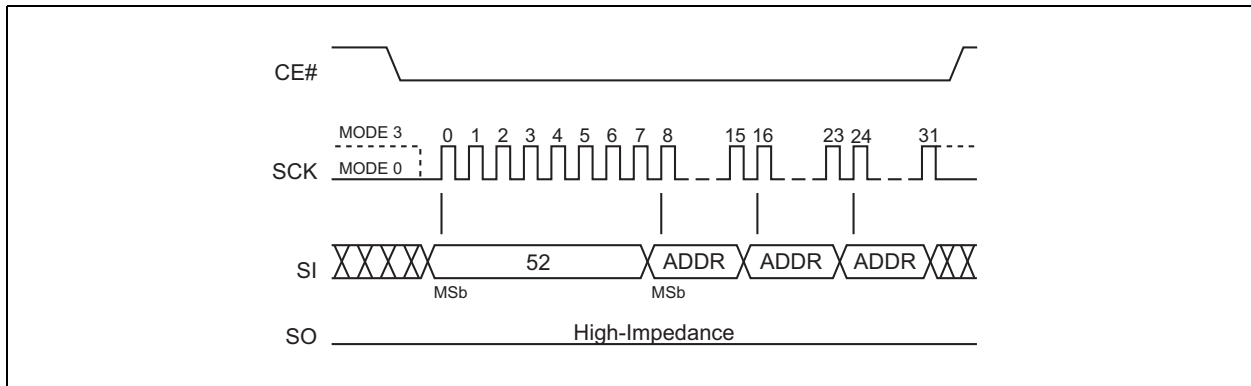 CE#
MODE 3
0 1 2 3 4 5 6 7 8 15 16 23 24 31
SCK
MODE 0
SI
52 ADDR ADDR ADDR
MSb MSb
SO
High-Impedance